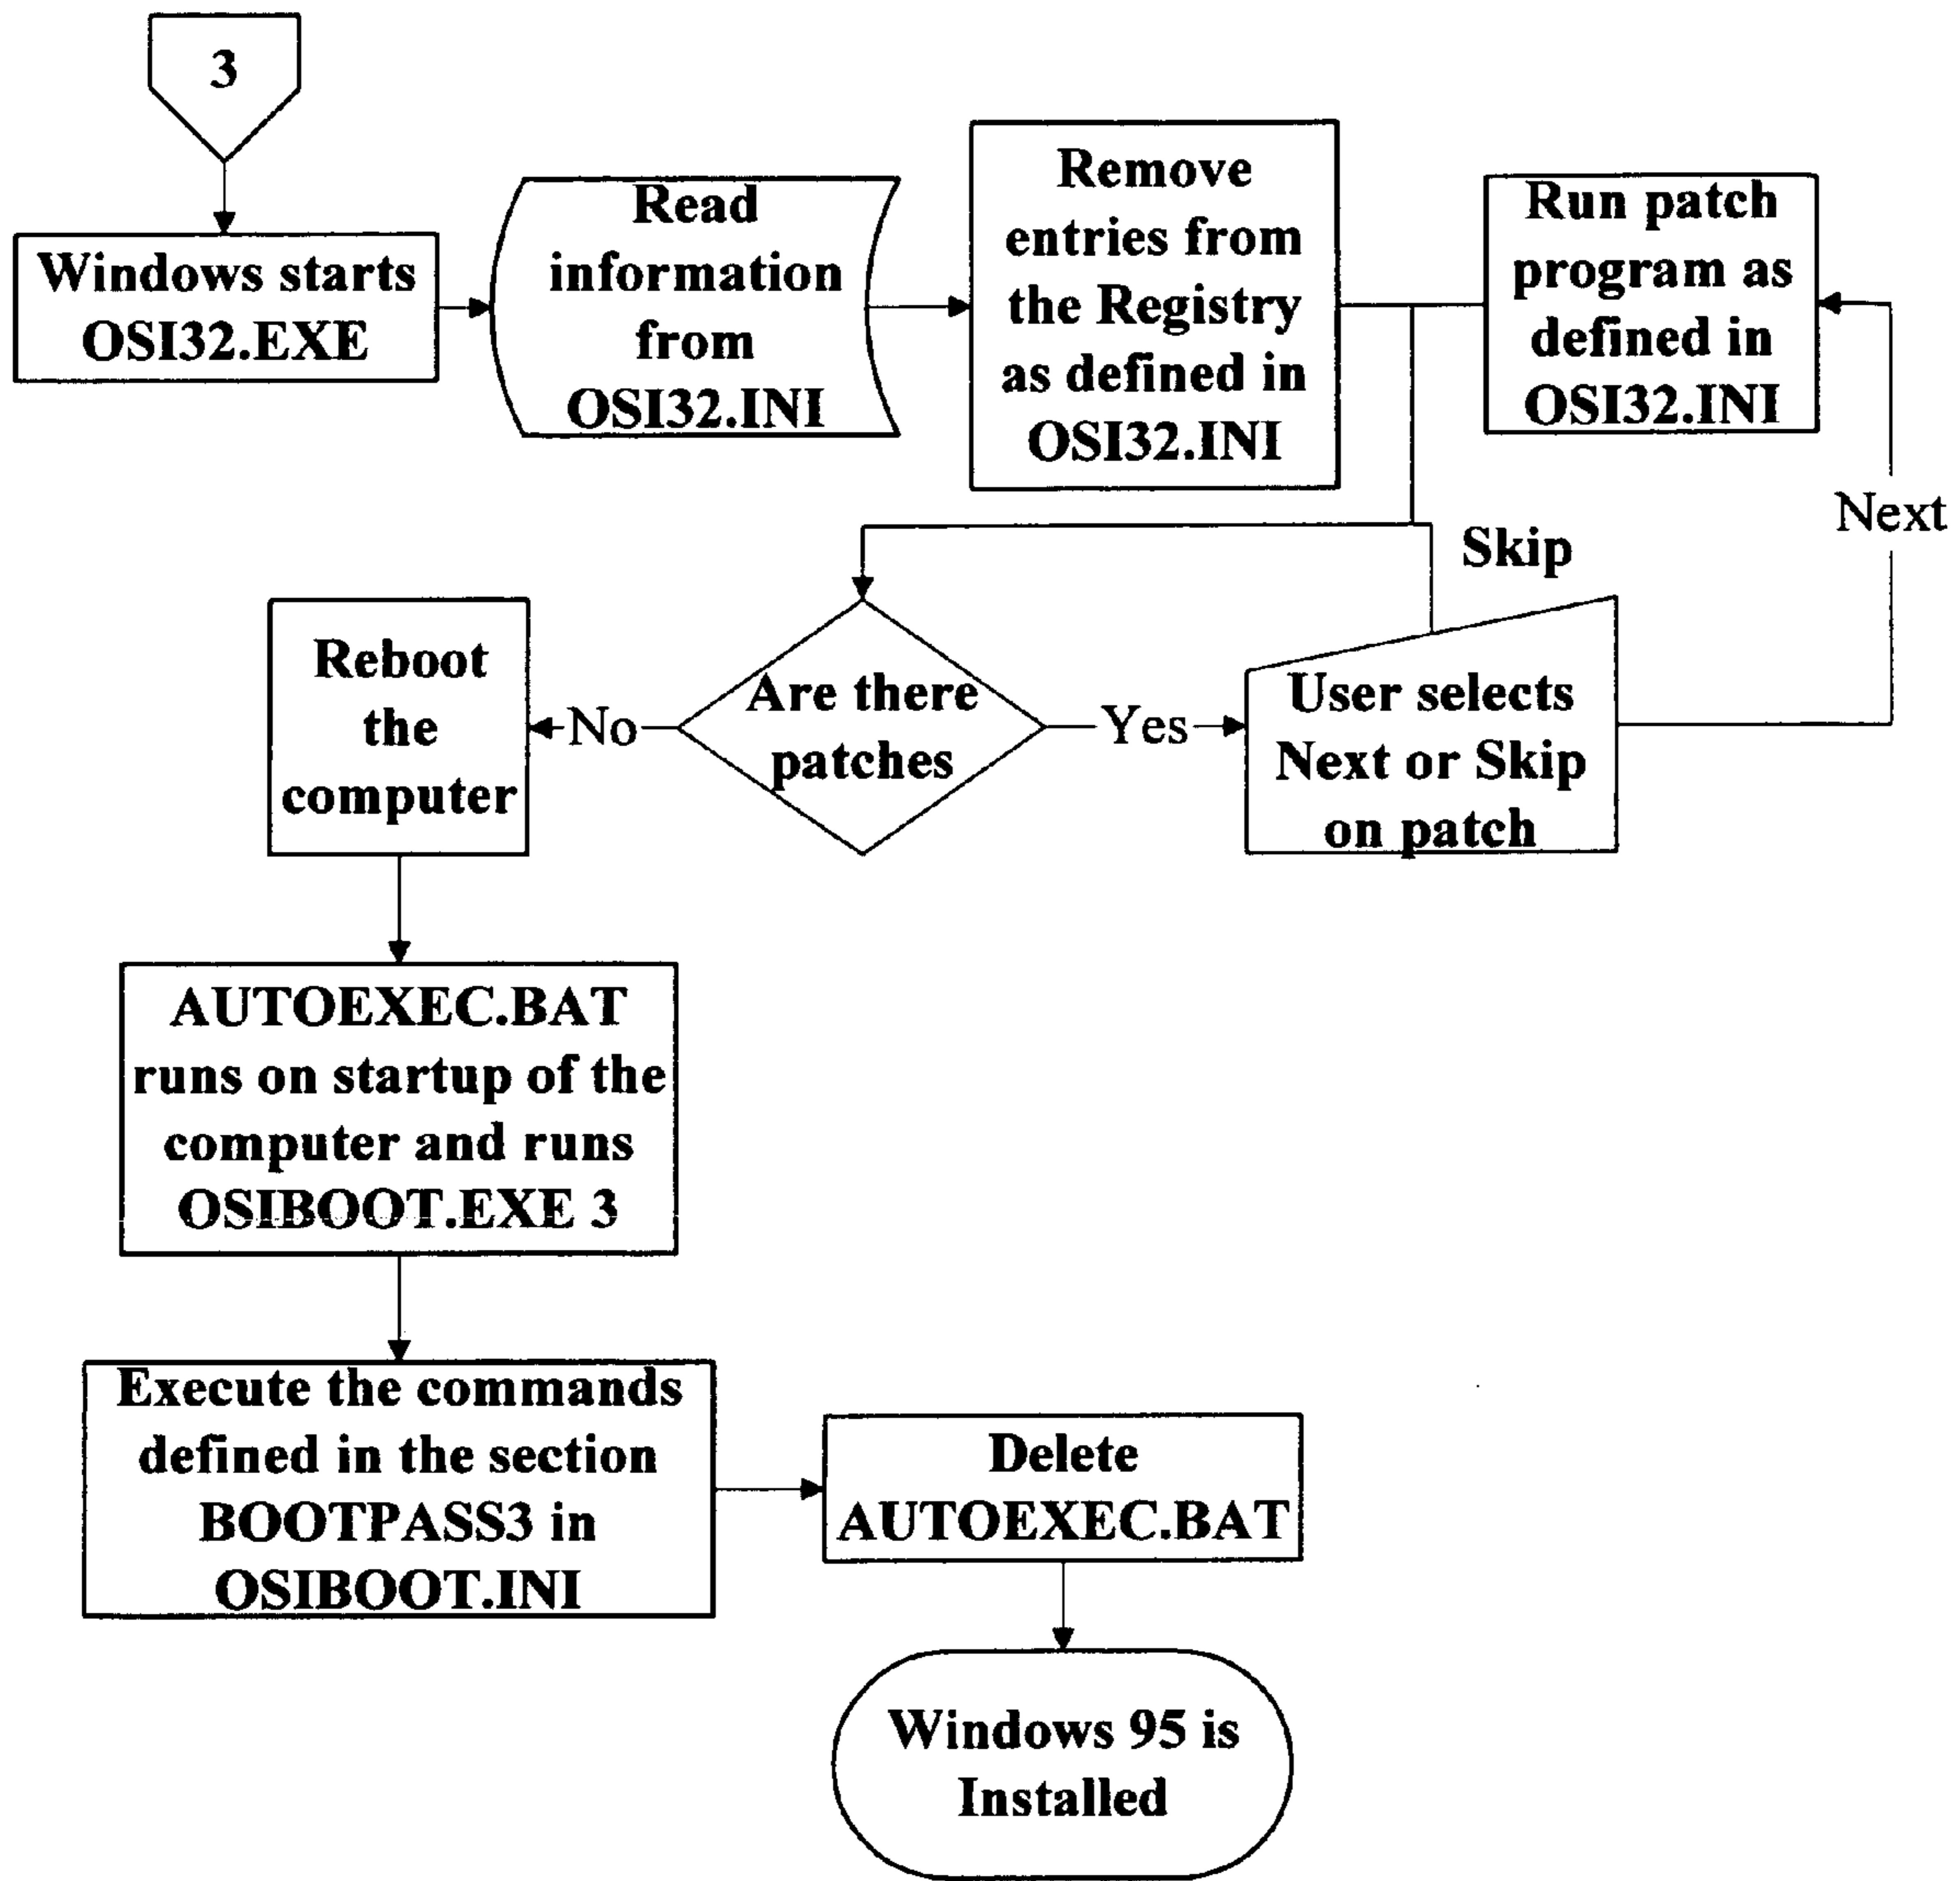 3
Windows starts
OSI32.EXE
Read
information
from
OSI32.INI
Remove
entries from
the Registry
as defined in
OSI32.INI
Run patch
program as
defined in
OSI32.INI
Next
Skip
Reboot
the
computer
No
Are there
patches
Yes
User selects
Next or Skip
on patch
AUTOEXEC.BAT
runs on startup of the
computer and runs
OSIBOOT.EXE 3
Execute the commands
defined in the section
BOOTPASS3 in
OSIBOOT.INI
Delete
AUTOEXEC.BAT
Windows 95 is
Installed